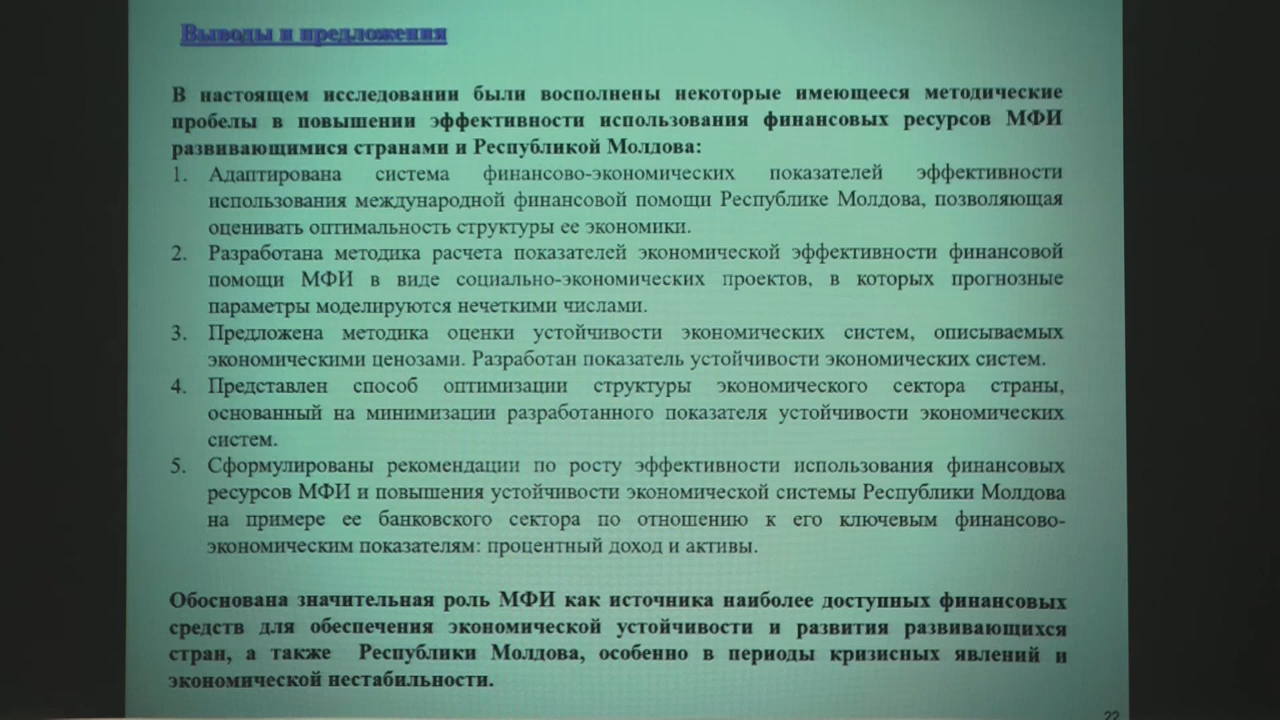 Выводы и предложения
В настоящем исследовании были восполнены некоторые имеющееся методические
пробелы в повышении эффективности использования финансовых ресурсов МФИ
развивающимися странами и Республикой Молдова:
1. Адаптирована система финансово-экономических показателей эффективности
использования международной финансовой помощи Республике Молдова, позволяющая
оценивать оптимальность структуры ее экономики.
2. Разработана методика расчета показателей экономической эффективности финансовой
помощи МФИ в виде социально-экономических проектов, в которых прогнозные
параметры моделируются нечеткими числами.
3. Предложена методика оценки устойчивости экономических систем, описываемых
экономическими ценозами. Разработан показатель устойчивости экономических систем.
4. Представлен способ оптимизации структуры экономического сектора страны,
основанный на минимизации разработанного показателя устойчивости экономических
систем.
5. Сформулированы рекомендации по росту эффективности использования финансовых
ресурсов МФИ и повышения устойчивости экономической системы Республики Молдова
на примере ее банковского сектора по отношению к его ключевым финансово-
экономическим показателям: процентный доход и активы.
Обоснована значительная роль МФИ как источника наиболее доступных финансовых
средств для обеспечения экономической устойчивости и развития развивающихся
стран, а также Республики Молдова, особенно в периоды кризисных явлений и
экономической нестабильности.
22